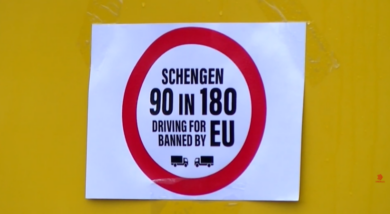 SCHENGEN
90 IN 180
DRIVING FOR
BANNED BY EU